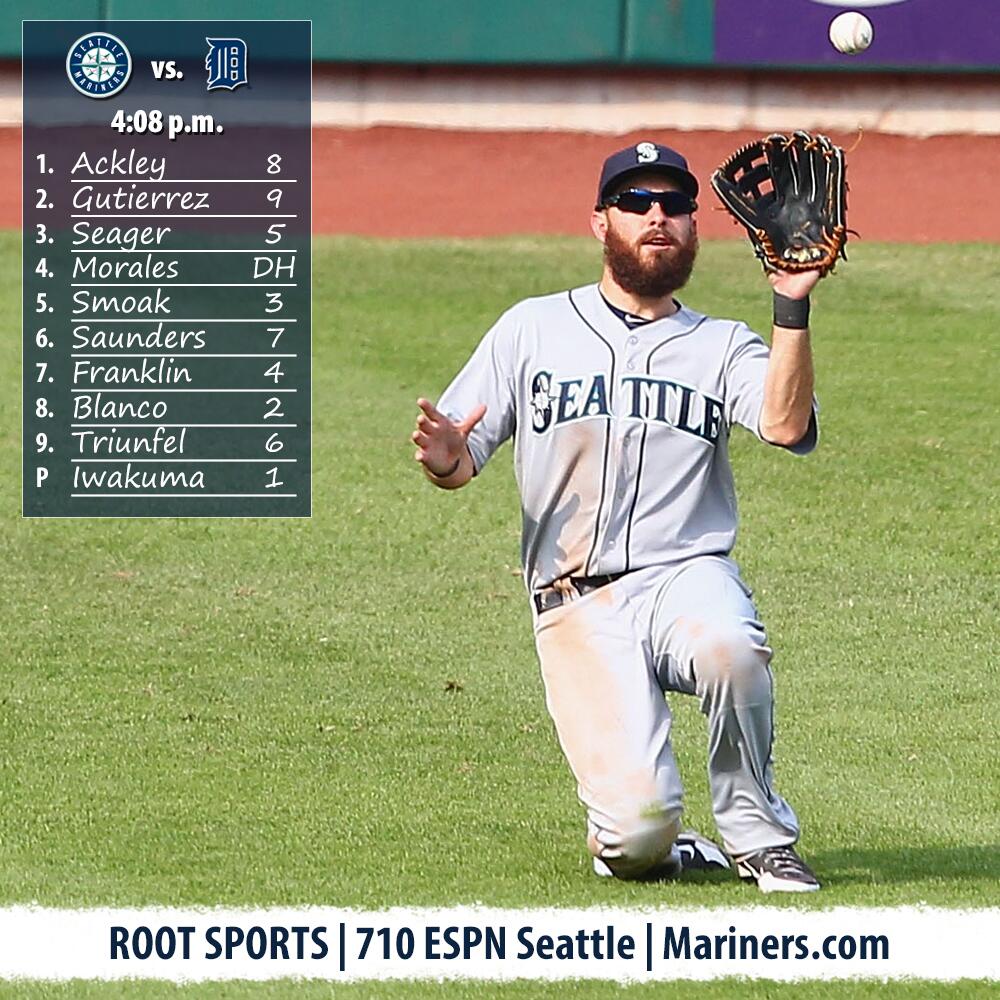 SEATTLE MARINERS
vs.
D
4:08 p.m.
1. Ackley 8
2. Gutierrez 9
3. Seager 5
4. Morales DH
5. Smoak 3
6. Saunders 7
7. Franklin 4
8. Blanco 2
9. Triunfel 6
P Iwakuma 1
S
SEATTLE
ROOT SPORTS | 710 ESPN Seattle | Mariners.com